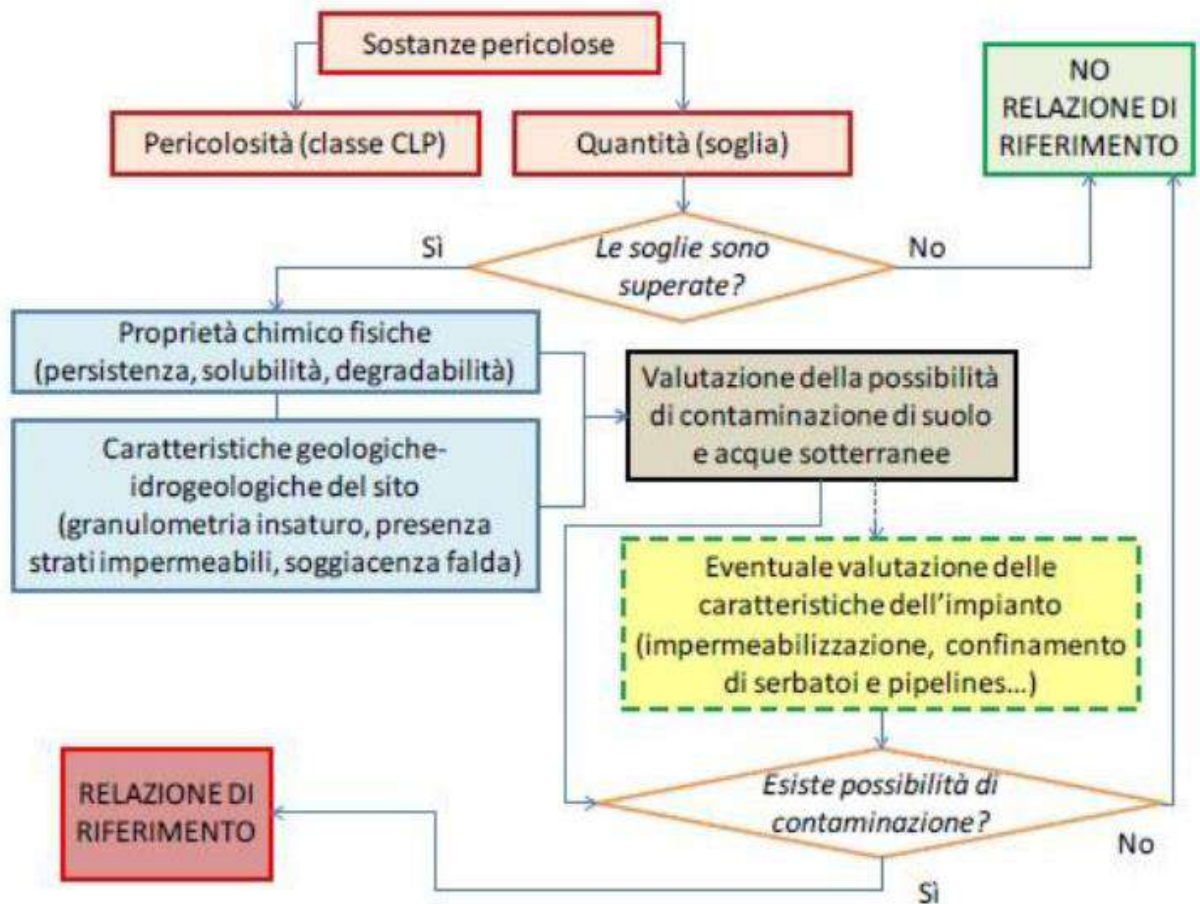 Sostanze pericolose
NO
RELAZIONE DI
RIFERIMENTO
Pericolosità (classe CLP)
Quantità (soglia)
Sì
Le soglie sono
superate?
No
Proprietà chimico fisiche
(persistenza, solubilità, degradabilità)
Valutazione della possibilità
di contaminazione di suolo
e acque sotterranee
Caratteristiche geologiche-
idrogeologiche del sito
(granulometria insaturo, presenza
strati impermeabili, soggiacenza falda)
Eventuale valutazione delle
caratteristiche dell'impianto
(impermeabilizzazione, confinamento
di serbatoi e pipelines...)
RELAZIONE DI
RIFERIMENTO
Esiste possibilità di
contaminazione?
No
Sì